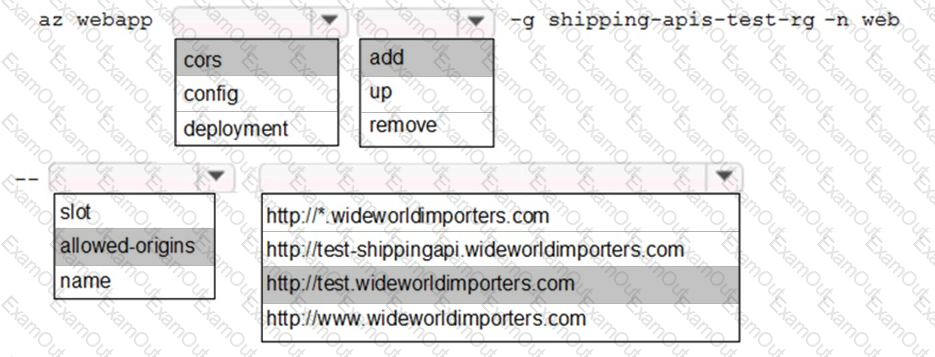 az webapp -g shipping-apis-test-rg -n web
cors add
config up
deployment remove
--
slot http://*.wideworldimporters.com
allowed-origins http://test-shippingapi.wideworldimporters.com
name http://test.wideworldimporters.com
http://www.wideworldimporters.com